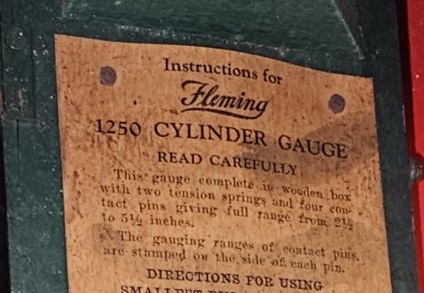 Instructions for
Fleming
1250 CYLINDER GAUGE
READ CAREFULLY
This gauge complete in wooden box
with two tension springs and four con-
tact pins giving full range from 2½
to 5½ inches.
The gauging ranges of contact pins
are stamped on the side of each pin.
DIRECTIONS FOR USING
SMALLEST